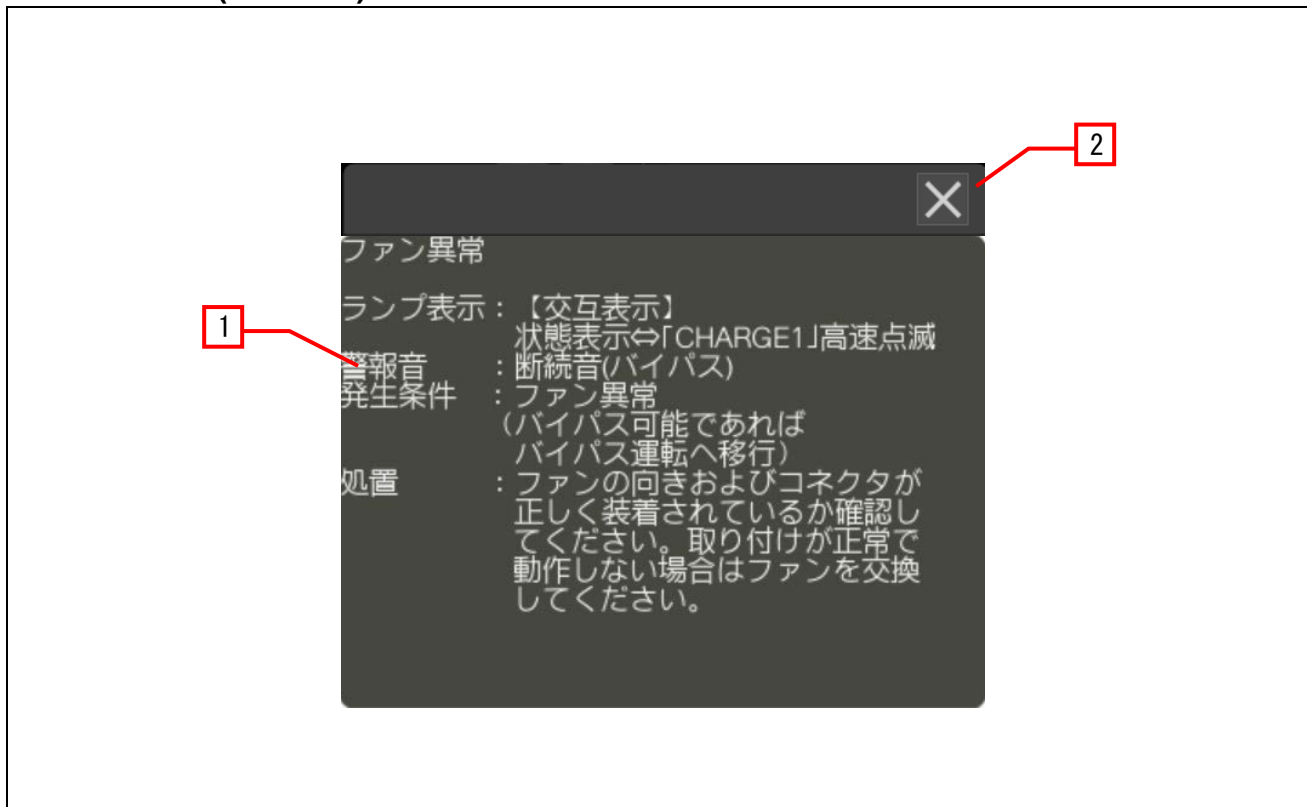 2
ファン異常
ランプ表示：【交互表示】
状態表示⇔「CHARGE1」高速点滅
1
警報音　　：断続音(バイパス)
発生条件　：ファン異常
（バイパス可能であれば
バイパス運転へ移行）
処置　　　：ファンの向きおよびコネクタが
正しく装着されているか確認し
てください。取り付けが正常で
動作しない場合はファンを交換
してください。